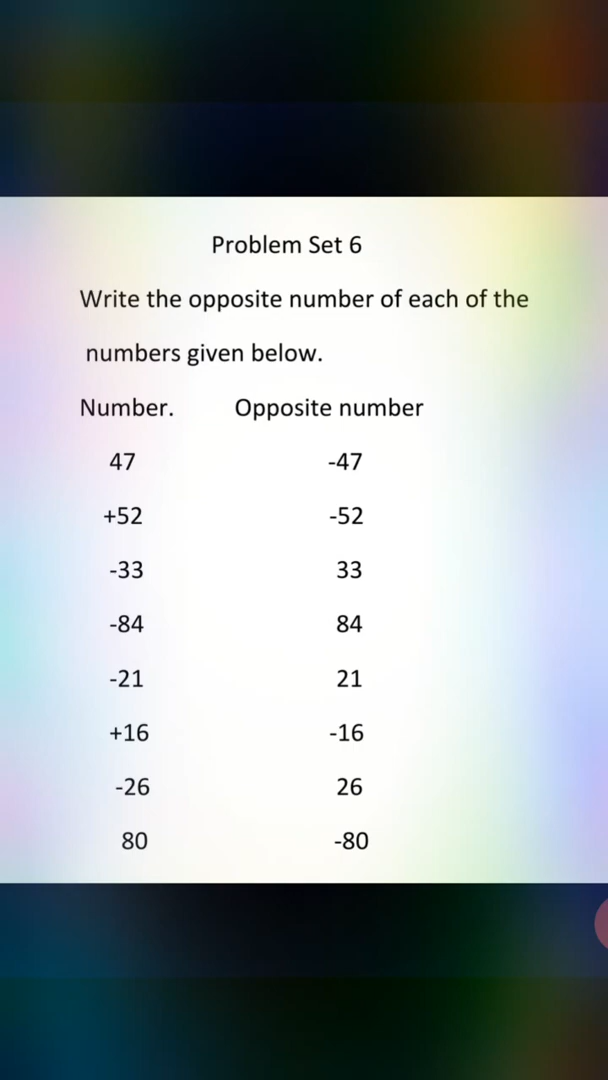 Problem Set 6
Write the opposite number of each of the
numbers given below.
Number. Opposite number
47 -47
+52 -52
-33 33
-84 84
-21 21
+16 -16
-26 26
80 -80